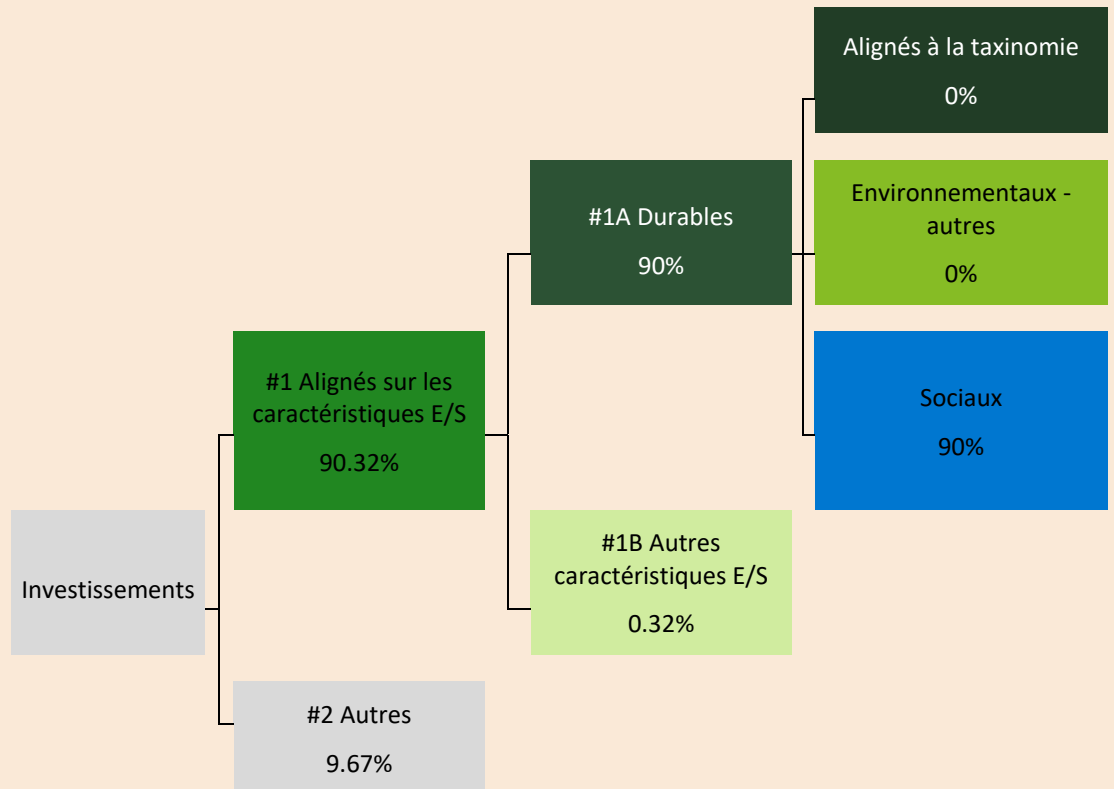 Alignés à la taxinomie
0%
Environnementaux -
autres
0%
#1A Durables
90%
Sociaux
90%
#1 Alignés sur les
caractéristiques E/S
90.32%
#1B Autres
caractéristiques E/S
0.32%
Investissements
#2 Autres
9.67%